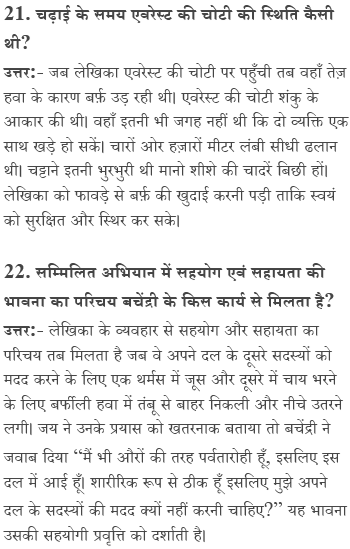 21. चढ़ाई के समय एवरेस्ट की चोटी की स्थिति कैसी
थी?
उत्तर:- जब लेखिका एवरेस्ट की चोटी पर पहुँची तब वहाँ तेज़
हवा के कारण बर्फ़ उड़ रही थी। एवरेस्ट की चोटी शंकु के
आकार की थी। वहाँ इतनी भी जगह नहीं थी कि दो व्यक्ति एक
साथ खड़े हो सकें। चारों ओर हज़ारों मीटर लंबी सीधी ढलान
थी। चट्टाने इतनी भुरभुरी थी मानो शीशे की चादरें बिछी हों।
लेखिका को फावड़े से बर्फ़ की खुदाई करनी पड़ी ताकि स्वयं
को सुरक्षित और स्थिर कर सके।
22. सम्मिलित अभियान में सहयोग एवं सहायता की
भावना का परिचय बचेंद्री के किस कार्य से मिलता है?
उत्तर:- लेखिका के व्यवहार से सहयोग और सहायता का
परिचय तब मिलता है जब वे अपने दल के दूसरे सदस्यों को
मदद करने के लिए एक थर्मस में जूस और दूसरे में चाय भरने
के लिए बर्फीली हवा में तंबू से बाहर निकली और नीचे उतरने
लगी। जय ने उनके प्रयास को खतरनाक बताया तो बचेंद्री ने
जवाब दिया “मैं भी औरों की तरह पर्वतारोही हूँ, इसलिए इस
दल में आई हूँ। शारीरिक रूप से ठीक हूँ इसलिए मुझे अपने
दल के सदस्यों की मदद क्यों नहीं करनी चाहिए?” यह भावना
उसकी सहयोगी प्रवृत्ति को दर्शाती है।